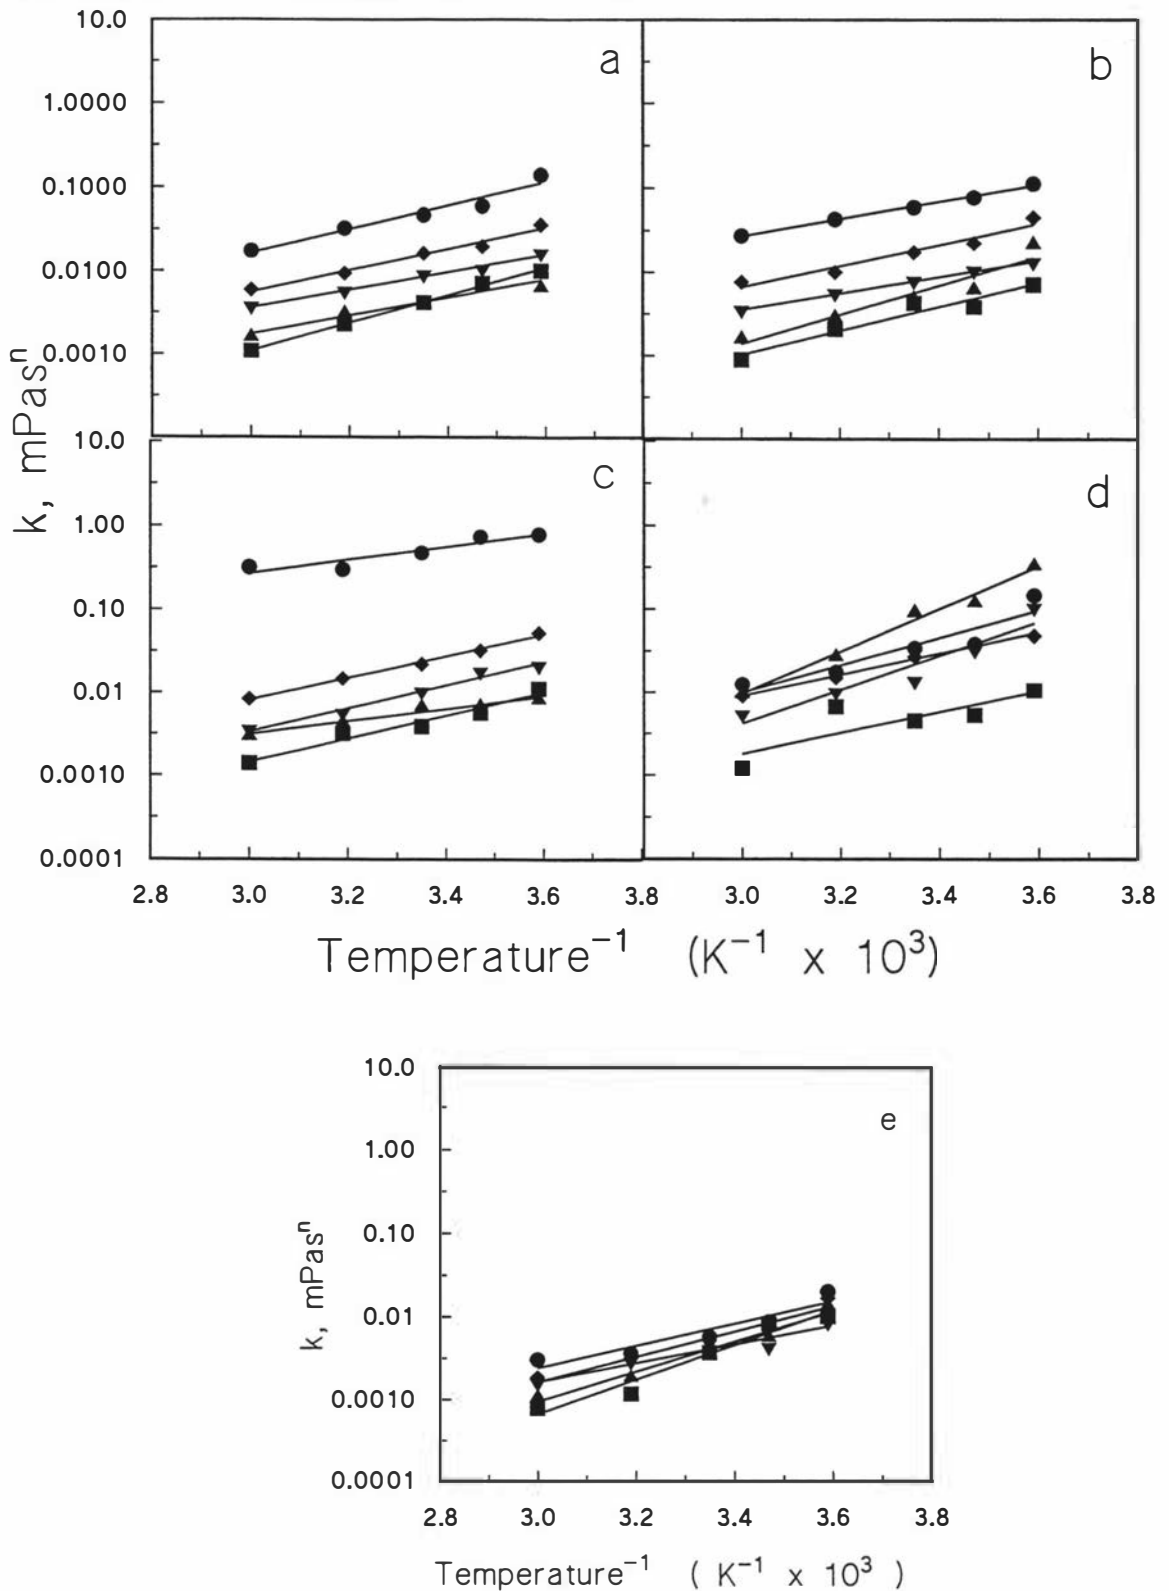 10.0
a
b
1.0000
0.1000
0.0100
0.0010
k, mPasⁿ
10.0
c
d
1.00
0.10
0.01
0.0010
0.0001
2.8 3.0 3.2 3.4 3.6 3.8 3.0 3.2 3.4 3.6 3.8
Temperature⁻¹ (K⁻¹ x 10³)
10.0
e
1.00
0.10
0.01
0.0010
0.0001
k, mPasⁿ
2.8 3.0 3.2 3.4 3.6 3.8
Temperature⁻¹ ( K⁻¹ x 10³ )